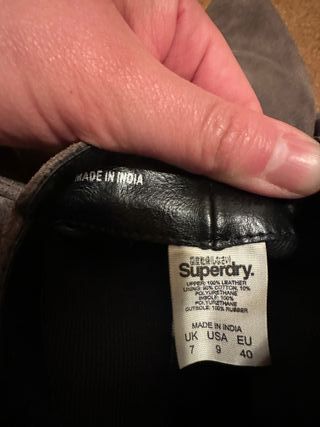 MADE IN INDIA
Superdry.
UPPER: 100% LEATHER
LINING: 90% COTTON, 10%
POLYURETHANE
INSOLE: 100%
POLYURETHANE
OUTSOLE: 100% RUBBER
MADE IN INDIA
UK USA EU
7 9 40